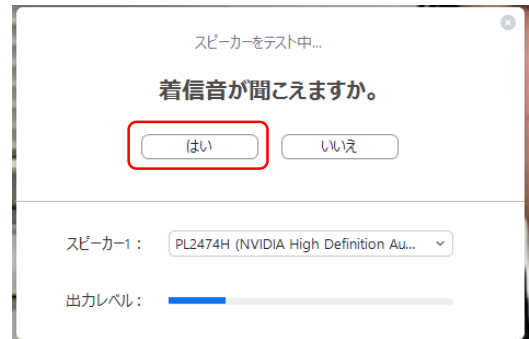 スピーカーをテスト中...
着信音が聞こえますか。
はい
いいえ
スピーカー1：
PL2474H (NVIDIA High Definition Au...
出力レベル：